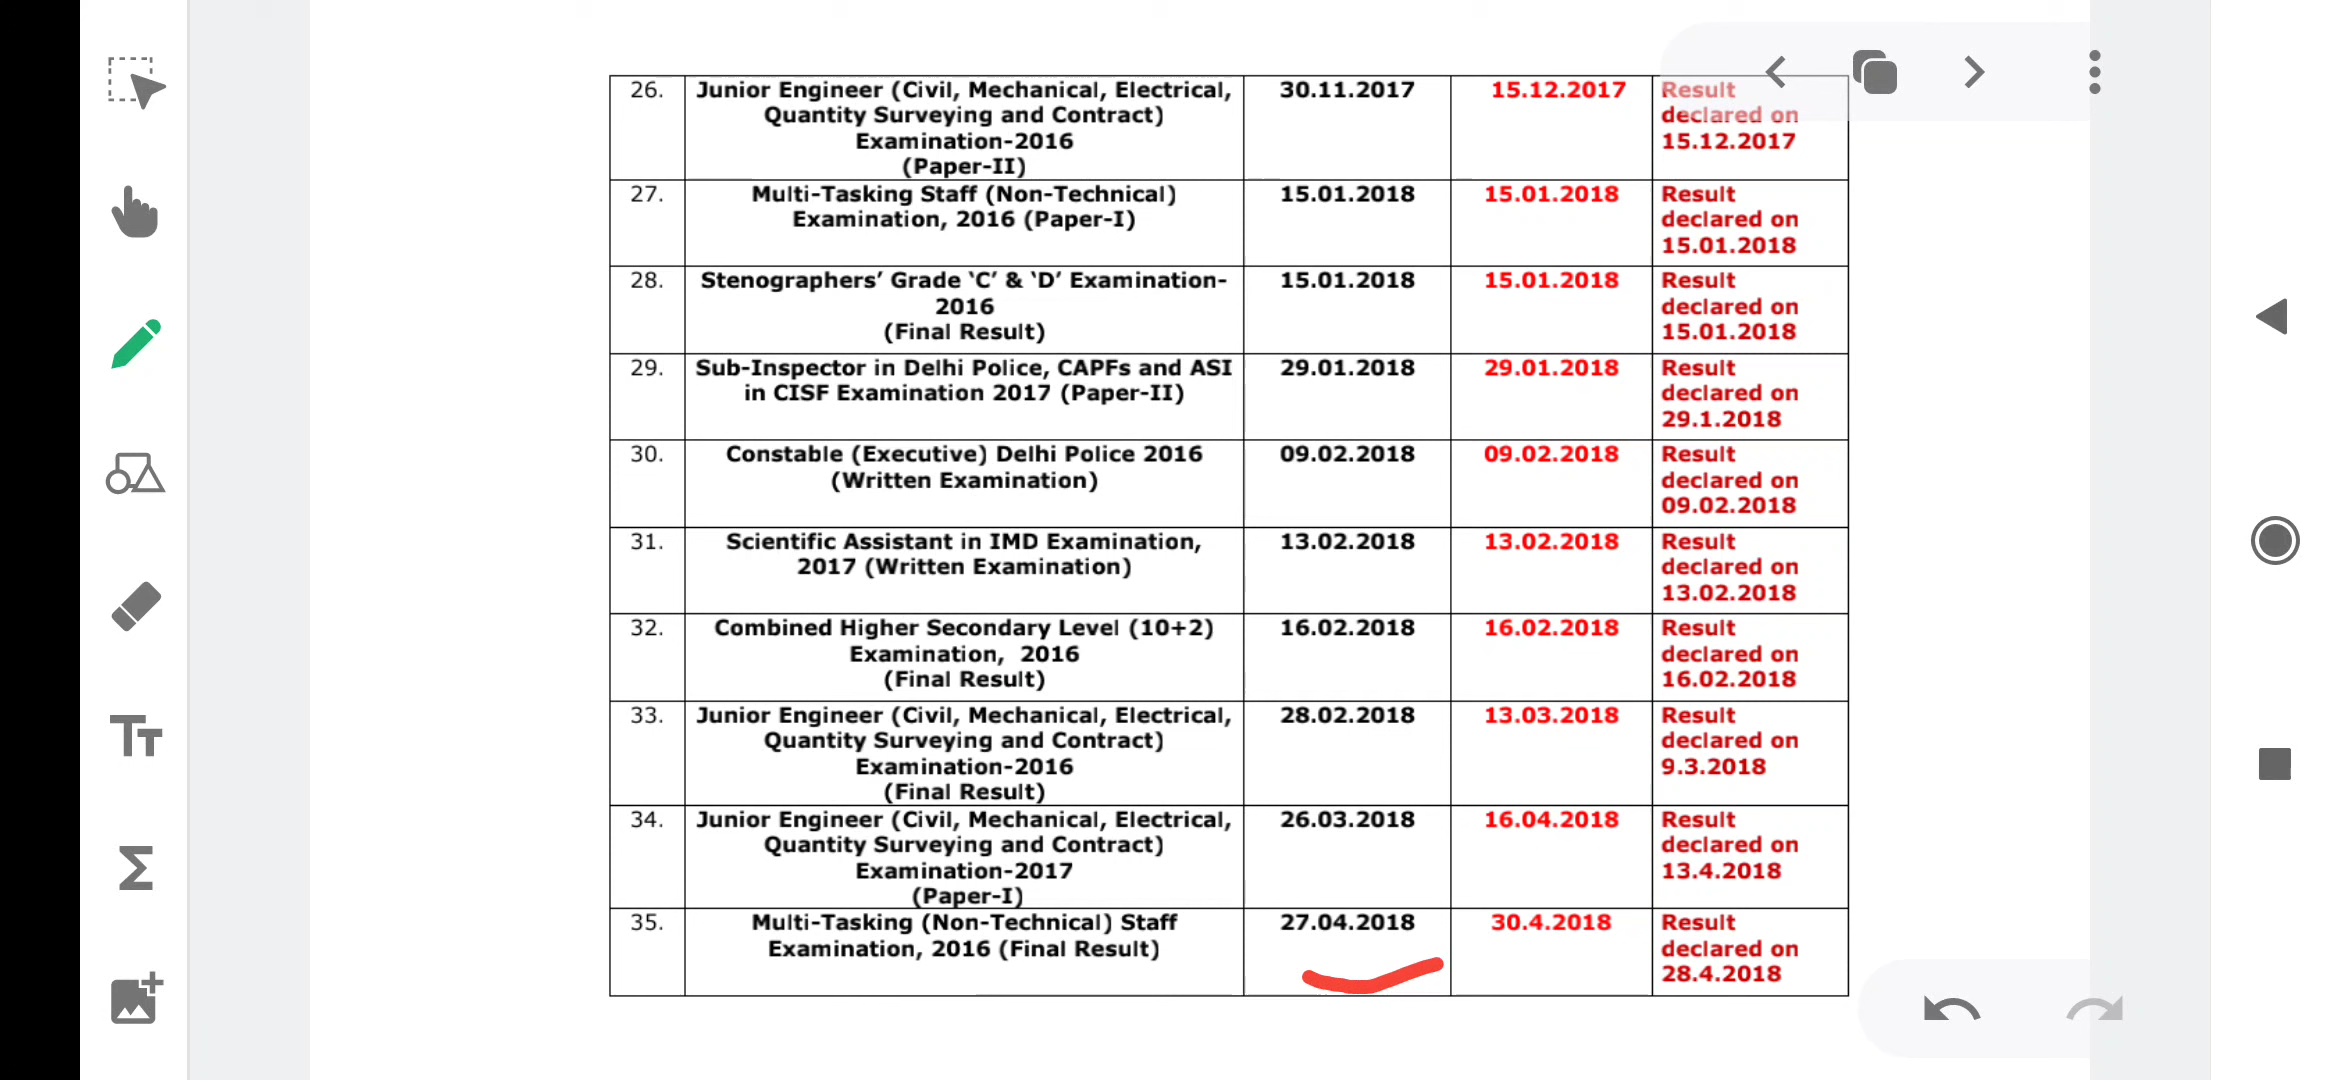 26. Junior Engineer (Civil, Mechanical, Electrical, 30.11.2017 15.12.2017 Result
Quantity Surveying and Contract) declared on
Examination-2016 15.12.2017
(Paper-II)
27. Multi-Tasking Staff (Non-Technical) 15.01.2018 15.01.2018 Result
Examination, 2016 (Paper-I) declared on
15.01.2018
28. Stenographers’ Grade ‘C’ & ‘D’ Examination- 15.01.2018 15.01.2018 Result
2016 declared on
(Final Result) 15.01.2018
29. Sub-Inspector in Delhi Police, CAPFs and ASI 29.01.2018 29.01.2018 Result
in CISF Examination 2017 (Paper-II) declared on
29.1.2018
30. Constable (Executive) Delhi Police 2016 09.02.2018 09.02.2018 Result
(Written Examination) declared on
09.02.2018
31. Scientific Assistant in IMD Examination, 13.02.2018 13.02.2018 Result
2017 (Written Examination) declared on
13.02.2018
32. Combined Higher Secondary Level (10+2) 16.02.2018 16.02.2018 Result
Examination, 2016 declared on
(Final Result) 16.02.2018
33. Junior Engineer (Civil, Mechanical, Electrical, 28.02.2018 13.03.2018 Result
Quantity Surveying and Contract) declared on
Examination-2016 9.3.2018
(Final Result)
34. Junior Engineer (Civil, Mechanical, Electrical, 26.03.2018 16.04.2018 Result
Quantity Surveying and Contract) declared on
Examination-2017 13.4.2018
(Paper-I)
35. Multi-Tasking (Non-Technical) Staff 27.04.2018 30.4.2018 Result
Examination, 2016 (Final Result) declared on
28.4.2018
Tт
Σ